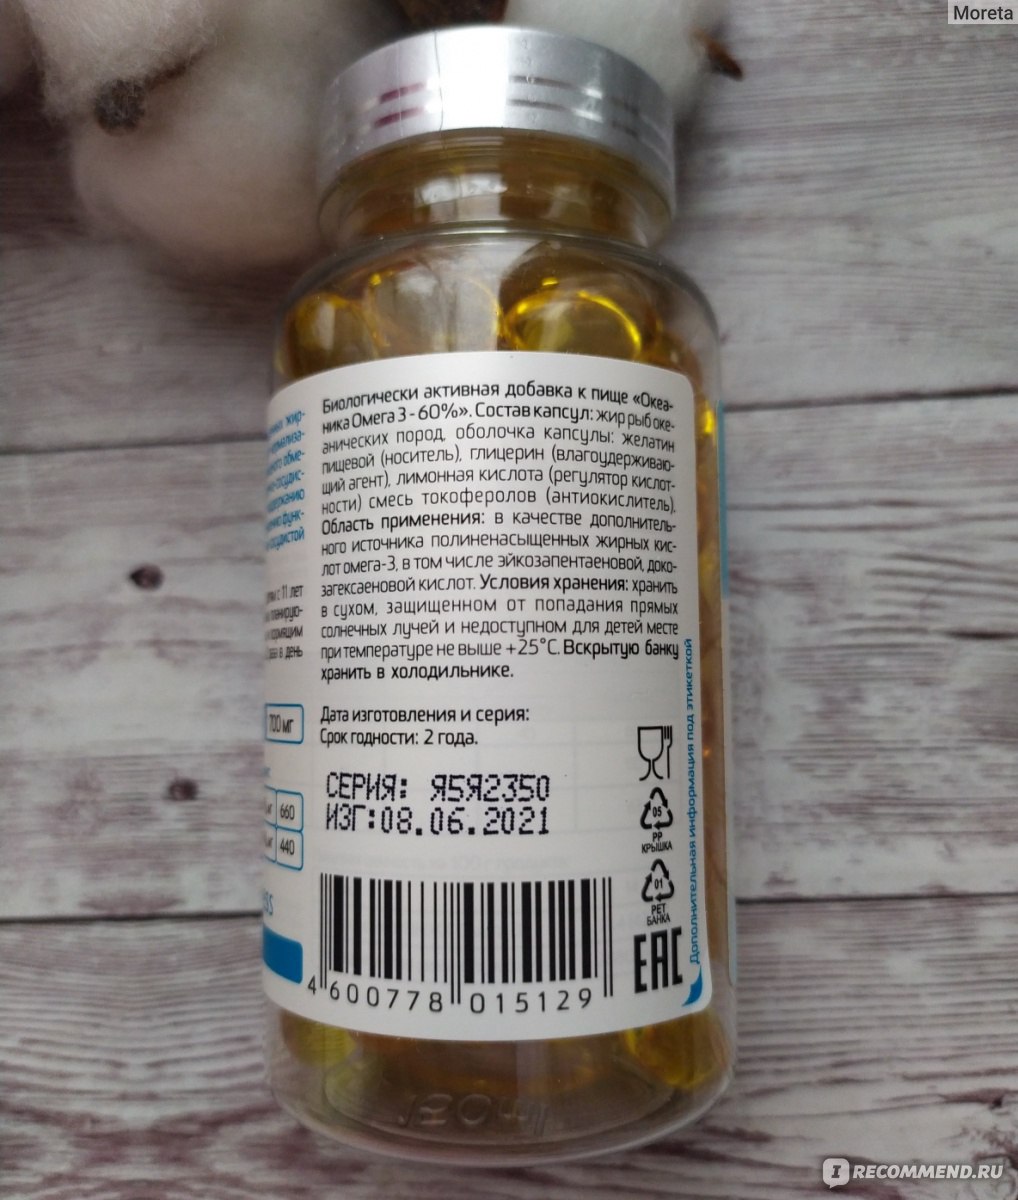 Moreta
Биологически активная добавка к пище «Океа-
ника Омега 3 - 60%». Состав капсул: жир рыб оке-
анических пород, оболочка капсулы: желатин
пищевой (носитель), глицерин (влагоудерживаю-
щий агент), лимонная кислота (регулятор кислот-
ности) смесь токоферолов (антиокислитель).
Область применения: в качестве дополнитель-
ного источника полиненасыщенных жирных кис-
лот омега-3, в том числе эйкозапентаеновой, доко-
загексаеновой кислот. Условия хранения: хранить
в сухом, защищенном от попадания прямых
солнечных лучей и недоступном для детей месте
при температуре не выше +25°С. Вскрытую банку
хранить в холодильнике.
Дата изготовления и серия:
Срок годности: 2 года.
СЕРИЯ: Я5Я2350
ИЗГ:08.06.2021
4 600778 015129
05
PP
КРЫШКА
01
PET
БАНКА
EAC
Дополнительная информация под этикеткой
с 11 лет
в день
700 мг
660
440
IRECOMMEND.RU